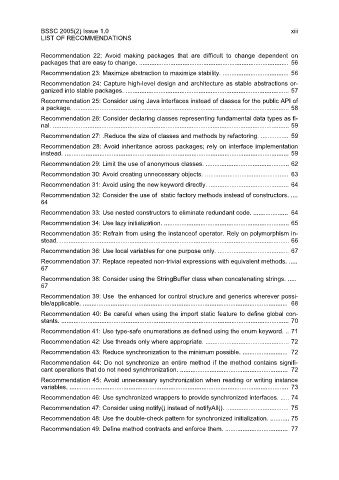 BSSC 2005(2) Issue 1.0 xiii
LIST OF RECOMMENDATIONS
Recommendation 22: Avoid making packages that are difficult to change dependent on
packages that are easy to change. ................................................ 56
Recommendation 23: Maximize abstraction to maximize stability. ..................... 56
Recommendation 24: Capture high-level design and architecture as stable abstractions or-
ganized into stable packages. ................................................ 57
Recommendation 25: Consider using Java interfaces instead of classes for the public API of
a package. ................................................ 58
Recommendation 26: Consider declaring classes representing fundamental data types as fi-
nal. ................................................ 59
Recommendation 27: .Reduce the size of classes and methods by refactoring. ................ 59
Recommendation 28: Avoid inheritance across packages; rely on interface implementation
instead. ................................................ 59
Recommendation 29: Limit the use of anonymous classes. ................................ 62
Recommendation 30: Avoid creating unnecessary objects. ................................ 63
Recommendation 31: Avoid using the new keyword directly. ................................ 64
Recommendation 32: Consider the use of static factory methods instead of constructors. ....
64
Recommendation 33: Use nested constructors to eliminate redundant code. .................... 64
Recommendation 34: Use lazy initialization. ................................................ 65
Recommendation 35: Refrain from using the instanceof operator. Rely on polymorphism in-
stead. ................................................ 66
Recommendation 36: Use local variables for one purpose only. ................................ 67
Recommendation 37: Replace repeated non-trivial expressions with equivalent methods. .....
67
Recommendation 38: Consider using the StringBuffer class when concatenating strings. .....
67
Recommendation 39: Use the enhanced for control structure and generics wherever possi-
ble/applicable. ................................................ 68
Recommendation 40: Be careful when using the import static feature to define global con-
stants. ................................................ 70
Recommendation 41: Use type-safe enumerations as defined using the enum keyword. .. 71
Recommendation 42: Use threads only where appropriate. ................................ 72
Recommendation 43: Reduce synchronization to the minimum possible. ........................ 72
Recommendation 44: Do not synchronize an entire method if the method contains signifi-
cant operations that do not need synchronization. ................................ 72
Recommendation 45: Avoid unnecessary synchronization when reading or writing instance
variables. ................................................ 73
Recommendation 46: Use synchronized wrappers to provide synchronized interfaces. ..... 74
Recommendation 47: Consider using notify() instead of notifyAll(). ................................ 75
Recommendation 48: Use the double-check pattern for synchronized initialization. ........... 75
Recommendation 49: Define method contracts and enforce them. ................................ 77